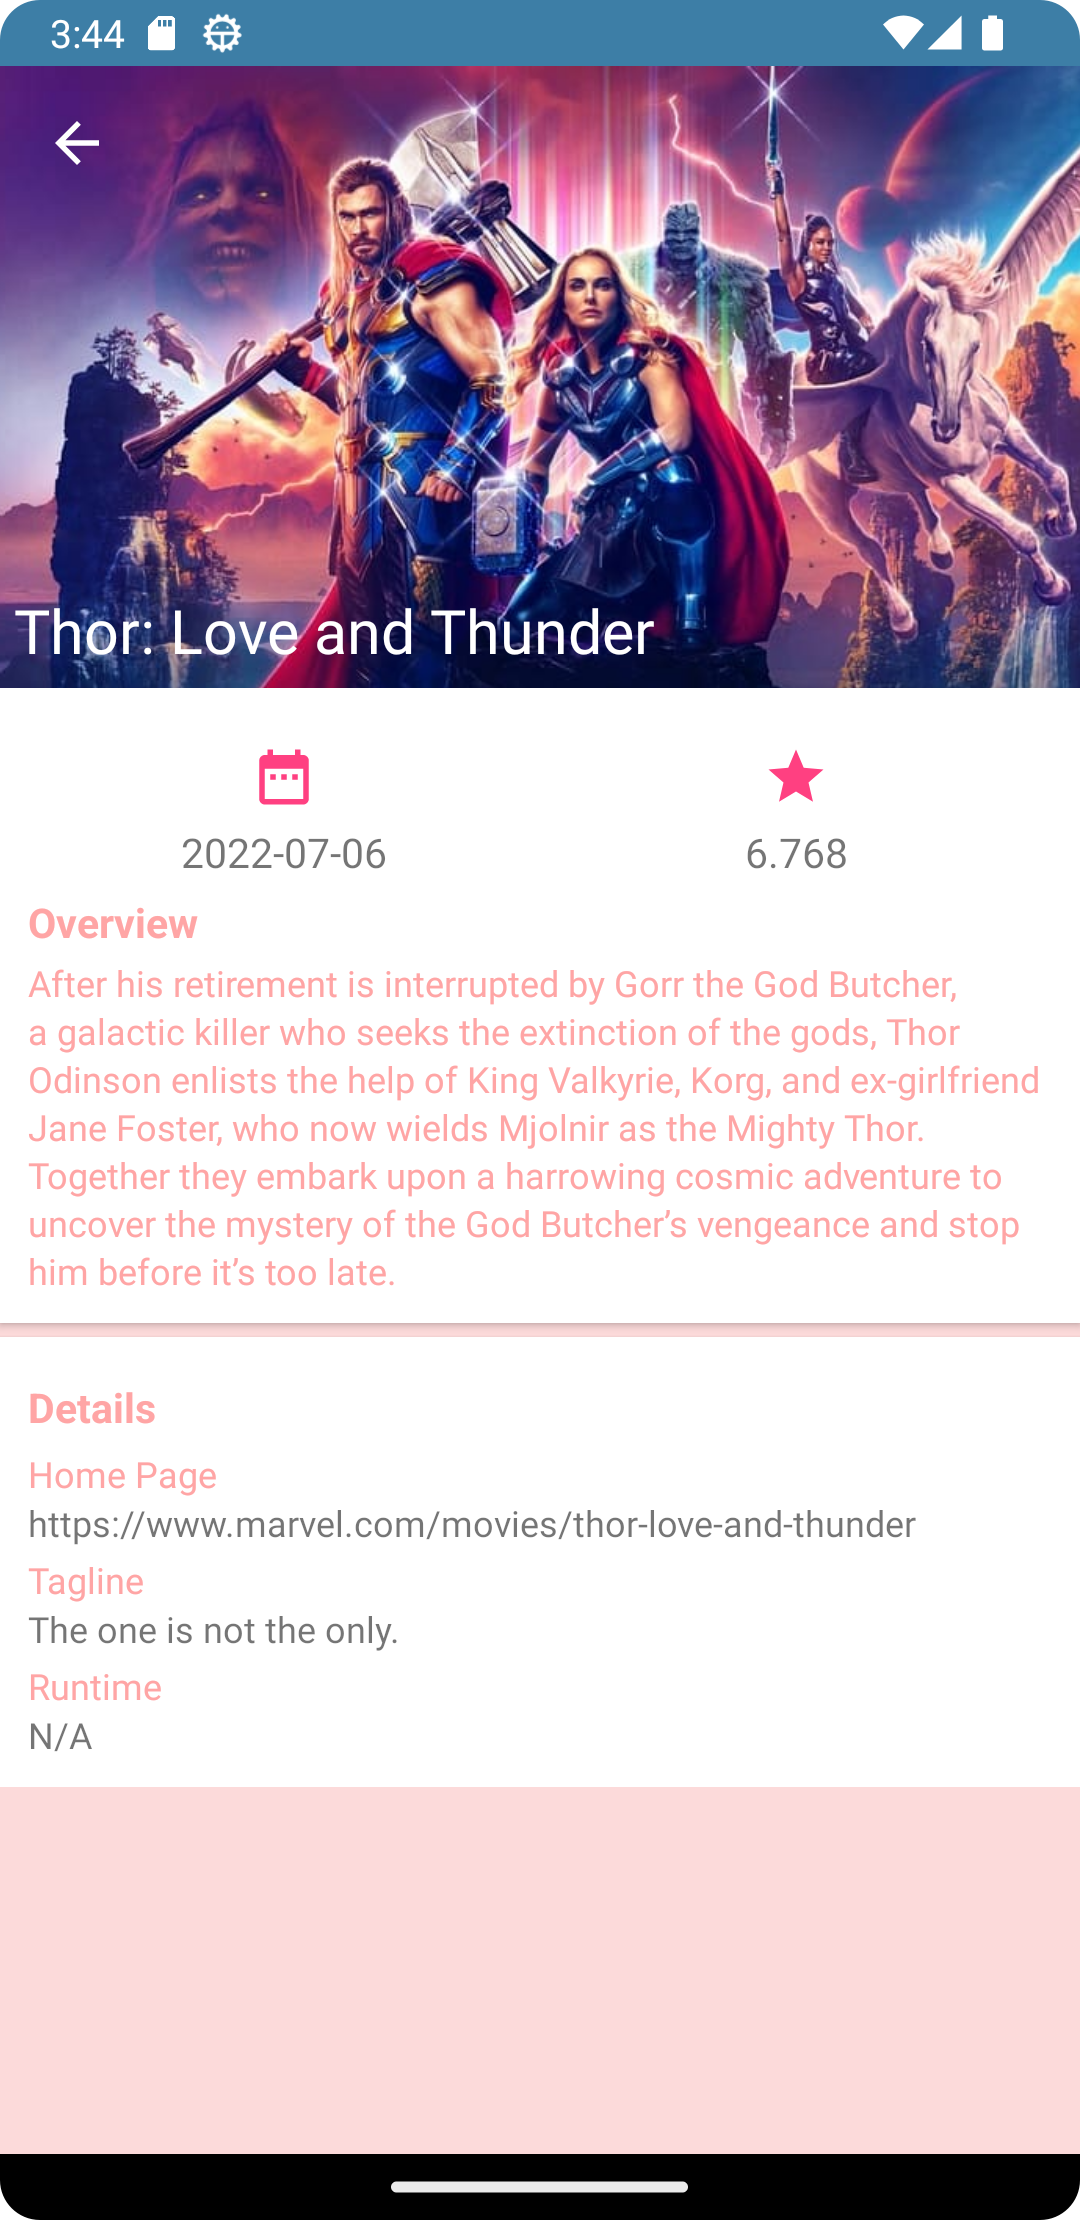 3:44
Thor: Love and Thunder
2022-07-06
6.768
Overview
After his retirement is interrupted by Gorr the God Butcher,
a galactic killer who seeks the extinction of the gods, Thor
Odinson enlists the help of King Valkyrie, Korg, and ex-girlfriend
Jane Foster, who now wields Mjolnir as the Mighty Thor.
Together they embark upon a harrowing cosmic adventure to
uncover the mystery of the God Butcher’s vengeance and stop
him before it’s too late.
Details
Home Page
https://www.marvel.com/movies/thor-love-and-thunder
Tagline
The one is not the only.
Runtime
N/A